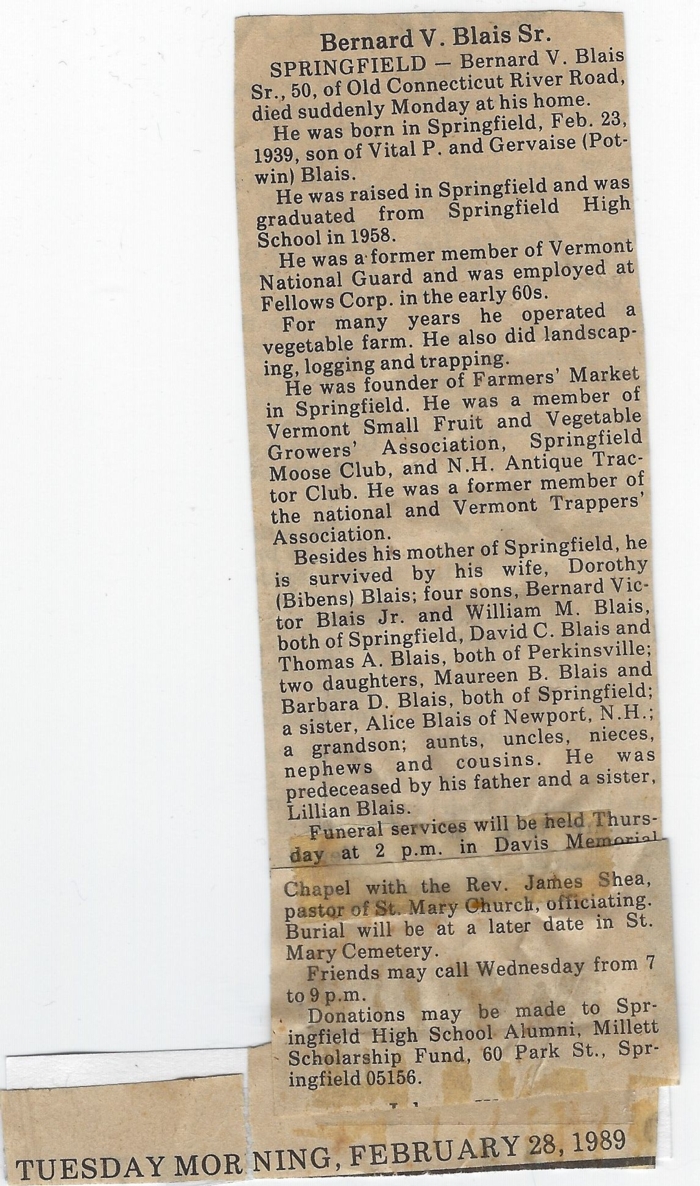 Bernard V. Blais Sr.
SPRINGFIELD — Bernard V. Blais
Sr., 50, of Old Connecticut River Road,
died suddenly Monday at his home.
He was born in Springfield, Feb. 23,
1939, son of Vital P. and Gervaise (Pot-
win) Blais.
He was raised in Springfield and was
graduated from Springfield High
School in 1958.
He was a former member of Vermont
National Guard and was employed at
Fellows Corp. in the early 60s.
For many years he operated a
vegetable farm. He also did landscap-
ing, logging and trapping.
He was founder of Farmers' Market
in Springfield. He was a member of
Vermont Small Fruit and Vegetable
Growers' Association, Springfield
Moose Club, and N.H. Antique Trac-
tor Club. He was a former member of
the national and Vermont Trappers'
Association.
Besides his mother of Springfield, he
is survived by his wife, Dorothy
(Bibens) Blais; four sons, Bernard Vic-
tor Blais Jr. and William M. Blais,
both of Springfield, David C. Blais and
Thomas A. Blais, both of Perkinsville;
two daughters, Maureen B. Blais and
Barbara D. Blais, both of Springfield;
a sister, Alice Blais of Newport, N.H.;
a grandson; aunts, uncles, nieces,
nephews and cousins. He was
predeceased by his father and a sister,
Lillian Blais.
Funeral services will be held Thurs-
day at 2 p.m. in Davis Memorial
Chapel with the Rev. James Shea,
pastor of St. Mary Church, officiating.
Burial will be at a later date in St.
Mary Cemetery.
Friends may call Wednesday from 7
to 9 p.m.
Donations may be made to Spr-
ingfield High School Alumni, Millett
Scholarship Fund, 60 Park St., Spr-
ingfield 05156.
TUESDAY MORNING, FEBRUARY 28, 1989